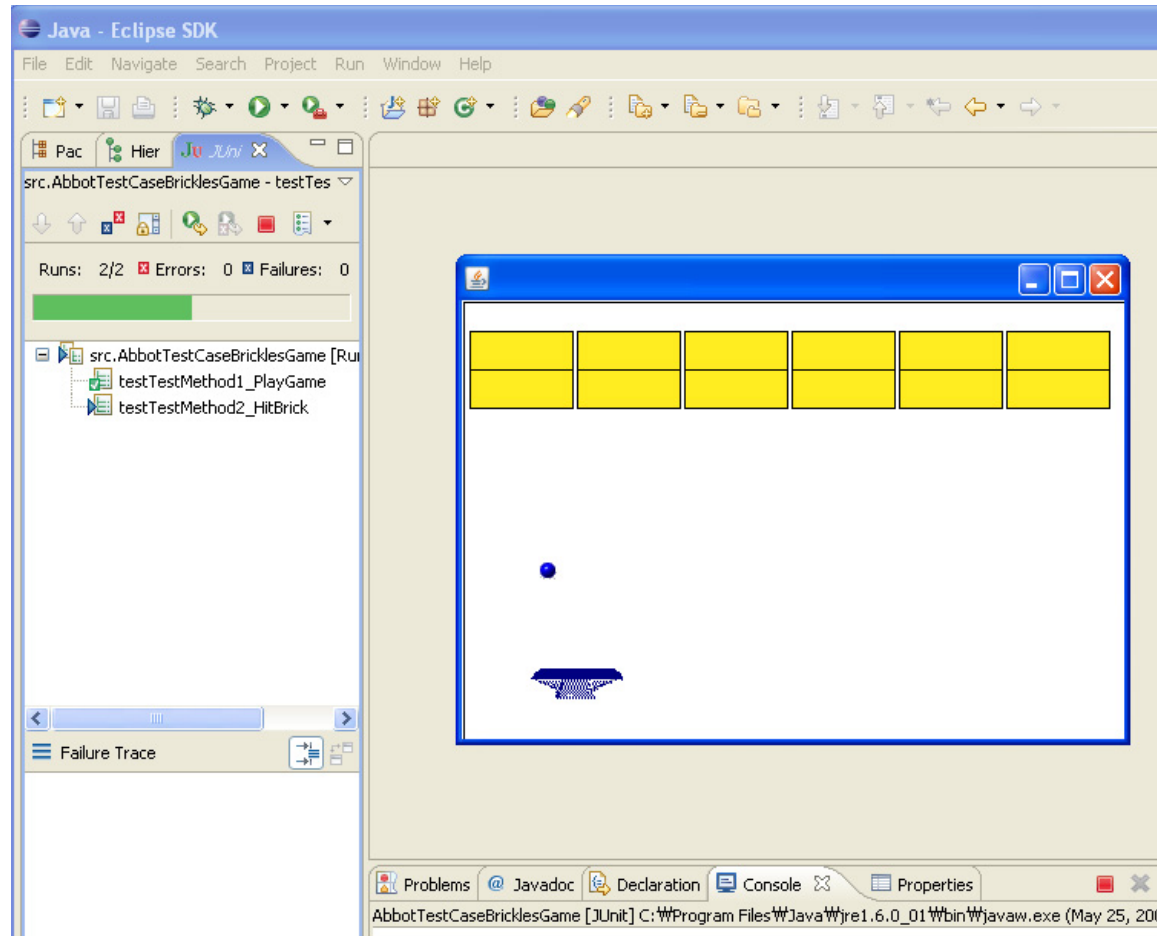 Java - Eclipse SDK
File Edit Navigate Search Project Run Window Help
Pac Hier JUni
src.AbbotTestCaseBricklesGame - testTes
Runs: 2/2 Errors: 0 Failures: 0
src.AbbotTestCaseBricklesGame [Ru
testTestMethod1_PlayGame
testTestMethod2_HitBrick
Failure Trace
Problems @ Javadoc Declaration Console Properties
AbbotTestCaseBricklesGame [JUnit] C:₩Program Files₩Java₩jre1.6.0_01₩bin₩javaw.exe (May 25, 200